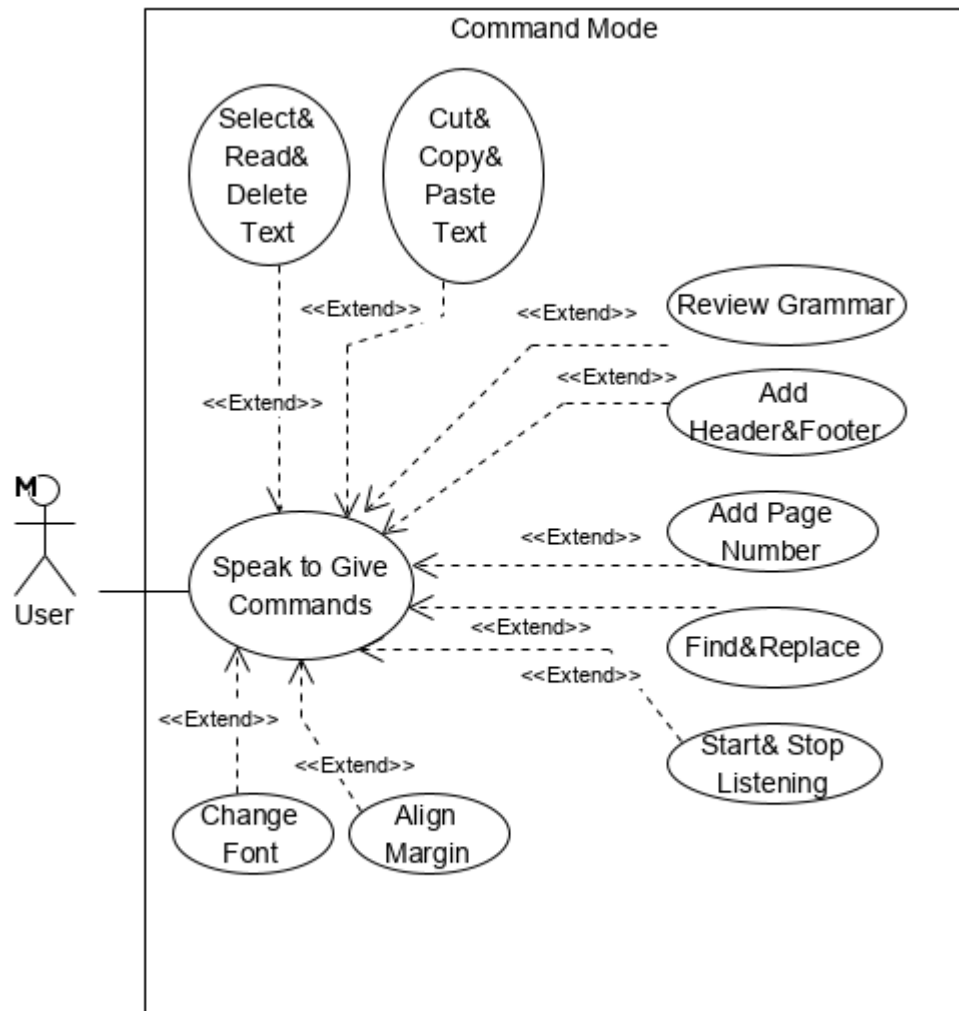 Command Mode
Select&
Read&
Delete
Text
Cut&
Copy&
Paste
Text
<<Extend>>
Review Grammar
<<Extend>>
<<Extend>>
Add
Header&Footer
<<Extend>>
M
User
Speak to Give
Commands
Add Page
Number
<<Extend>>
Find&Replace
<<Extend>>
<<Extend>>
Start& Stop
Listening
<<Extend>>
<<Extend>>
Change
Font
Align
Margin